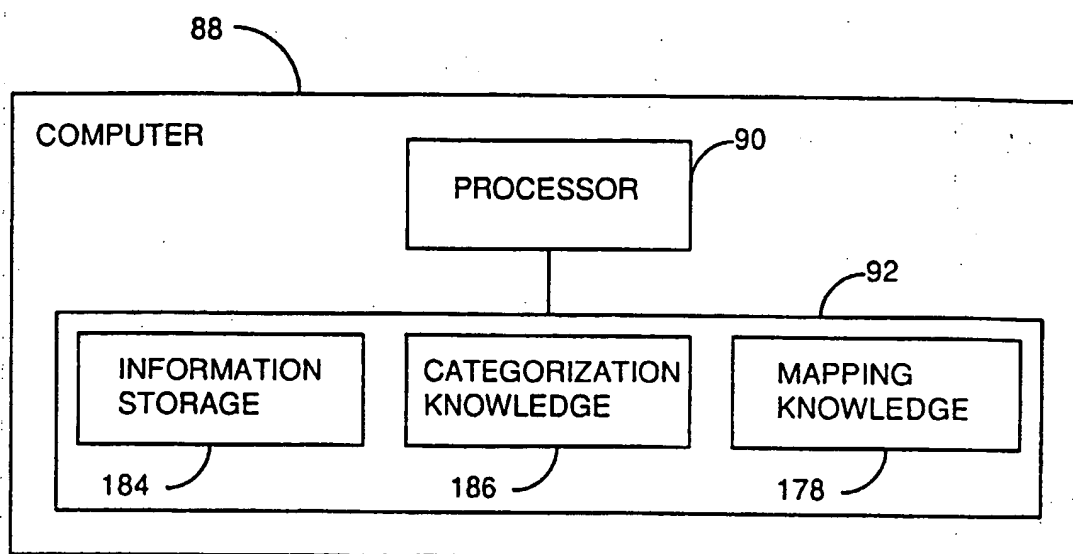 88
COMPUTER
90
PROCESSOR
92
INFORMATION
STORAGE
CATEGORIZATION
KNOWLEDGE
MAPPING
KNOWLEDGE
184
186
178